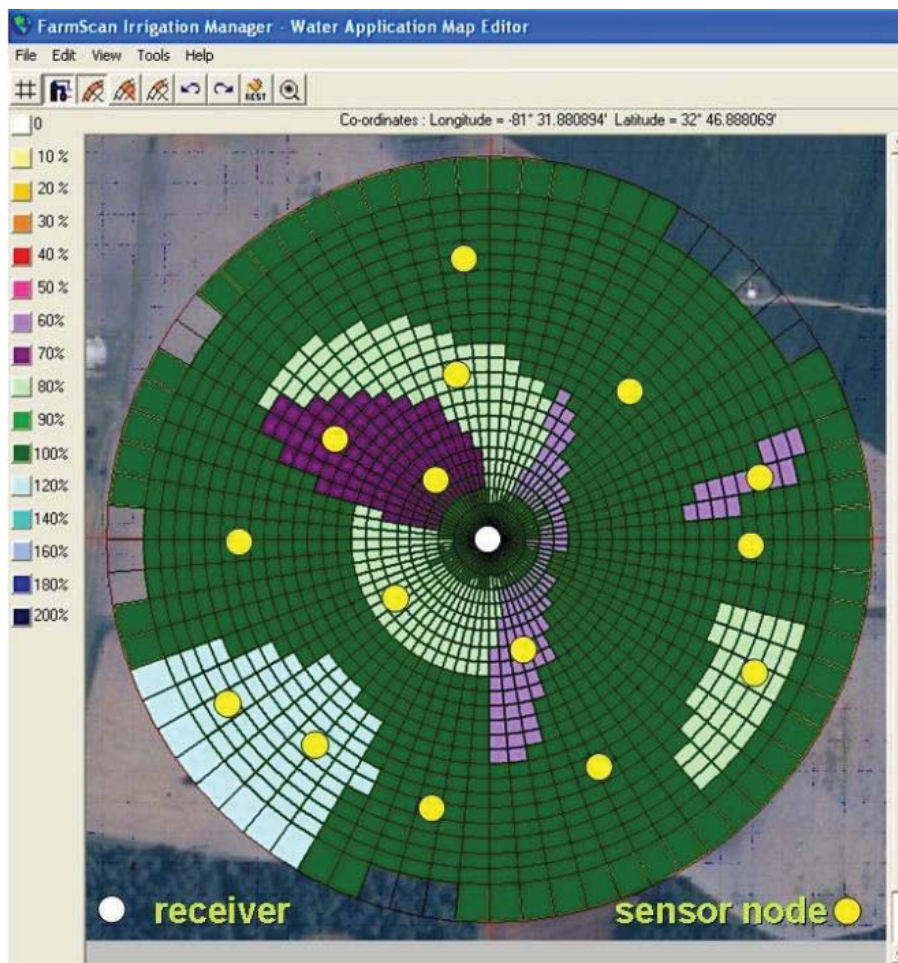 FarmScan Irrigation Manager - Water Application Map Editor
File Edit View Tools Help
REST
Co-ordinates : Longitude = -81° 31.880894' Latitude = 32° 46.888069'
0
10 %
20 %
30 %
40 %
50 %
60%
70%
80%
90%
100%
120%
140%
160%
180%
200%
receiver
sensor node